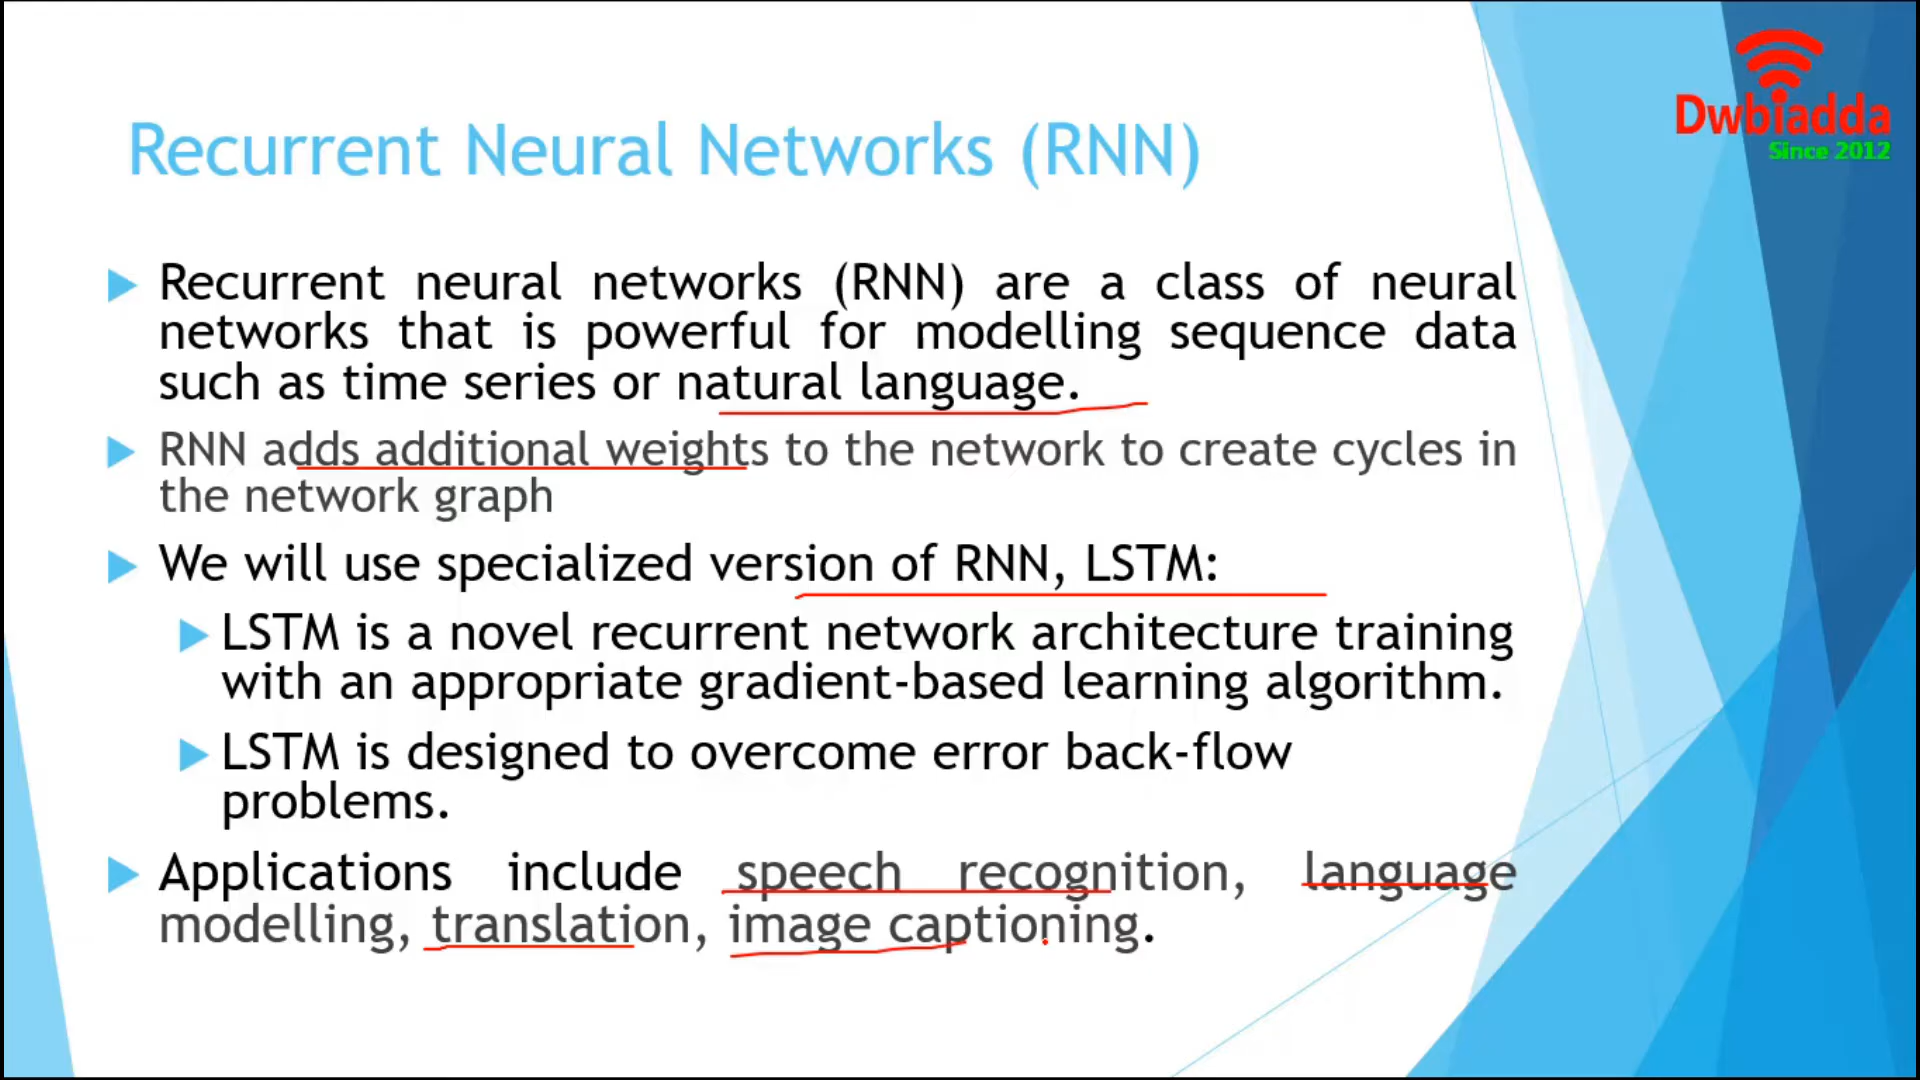 Dwbiadda
Since 2012
Recurrent Neural Networks (RNN)
Recurrent neural networks (RNN) are a class of neural
networks that is powerful for modelling sequence data
such as time series or natural language.
RNN adds additional weights to the network to create cycles in
the network graph
We will use specialized version of RNN, LSTM:
LSTM is a novel recurrent network architecture training
with an appropriate gradient-based learning algorithm.
LSTM is designed to overcome error back-flow
problems.
Applications include speech recognition, language
modelling, translation, image captioning.